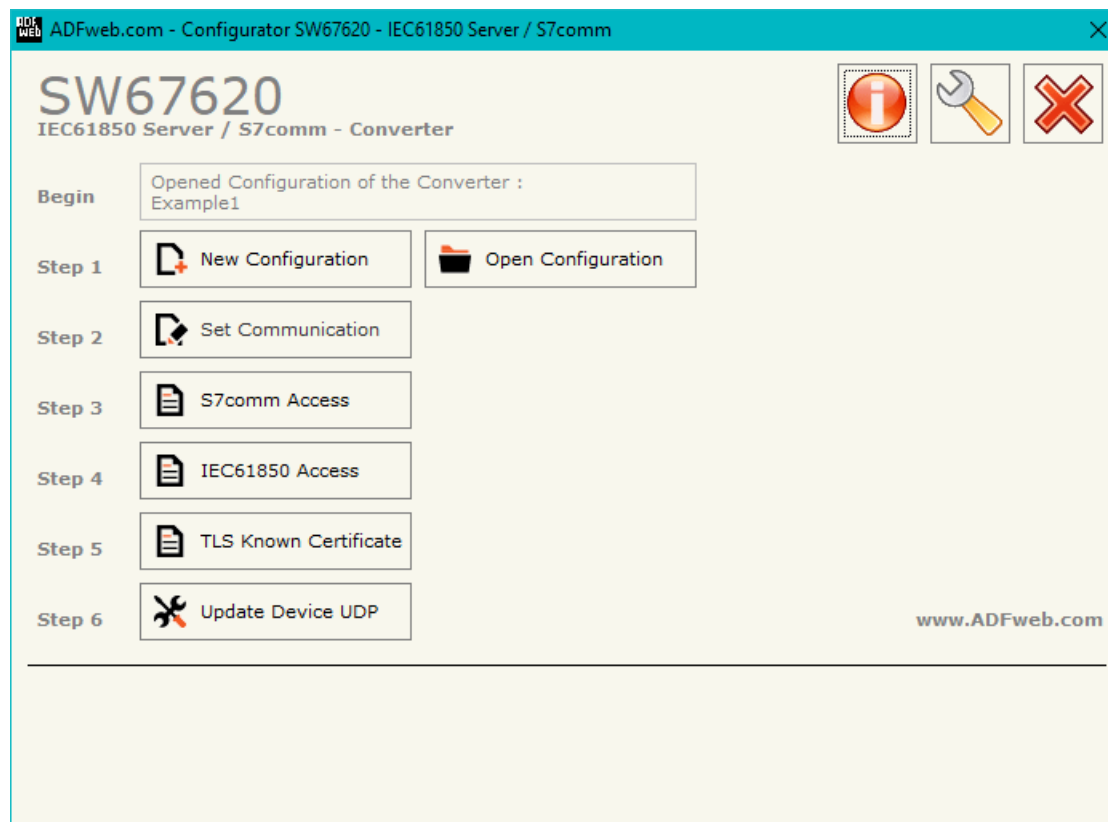 ADF
WEB
ADFweb.com - Configurator SW67620 - IEC61850 Server / S7comm
SW67620
IEC61850 Server / S7comm - Converter
Begin
Opened Configuration of the Converter :
Example1
Step 1
New Configuration
Open Configuration
Step 2
Set Communication
Step 3
S7comm Access
Step 4
IEC61850 Access
Step 5
TLS Known Certificate
Step 6
Update Device UDP
www.ADFweb.com